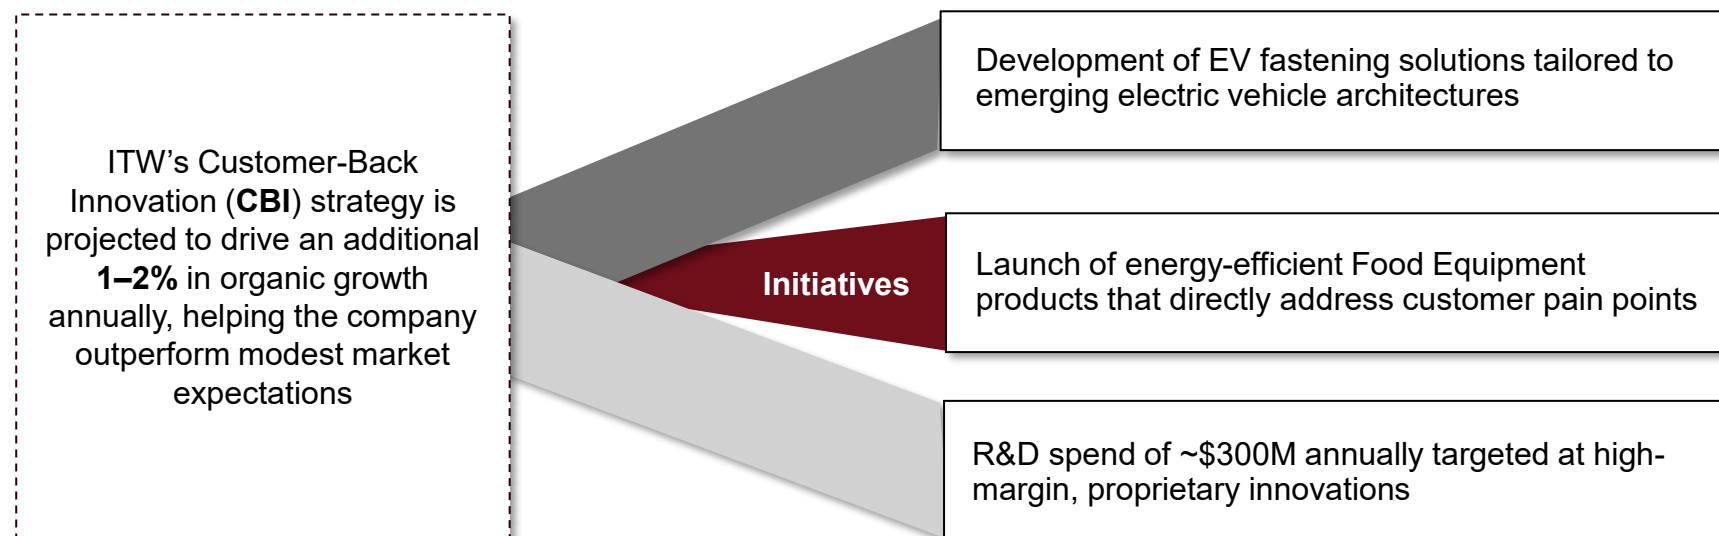 ITW’s Customer-Back
Innovation (CBI) strategy is
projected to drive an additional
1–2% in organic growth
annually, helping the company
outperform modest market
expectations
Initiatives
Development of EV fastening solutions tailored to
emerging electric vehicle architectures
Launch of energy-efficient Food Equipment
products that directly address customer pain points
R&D spend of ~$300M annually targeted at high-
margin, proprietary innovations